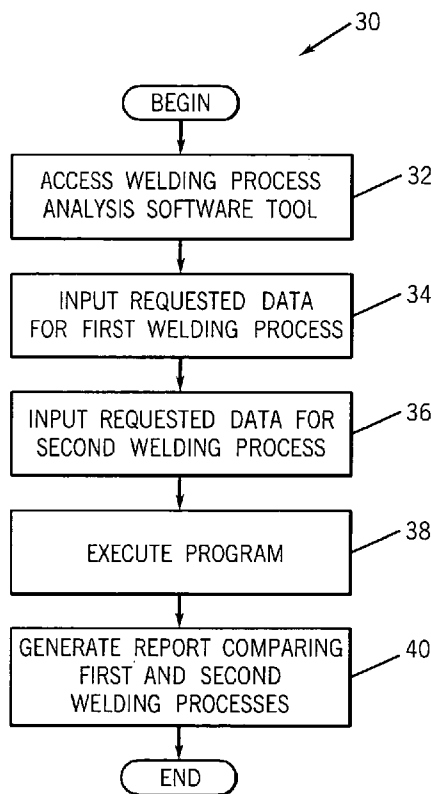 30
BEGIN
ACCESS WELDING PROCESS
ANALYSIS SOFTWARE TOOL
32
INPUT REQUESTED DATA
FOR FIRST WELDING PROCESS
34
INPUT REQUESTED DATA FOR
SECOND WELDING PROCESS
36
EXECUTE PROGRAM
38
GENERATE REPORT COMPARING
FIRST AND SECOND
WELDING PROCESSES
40
END